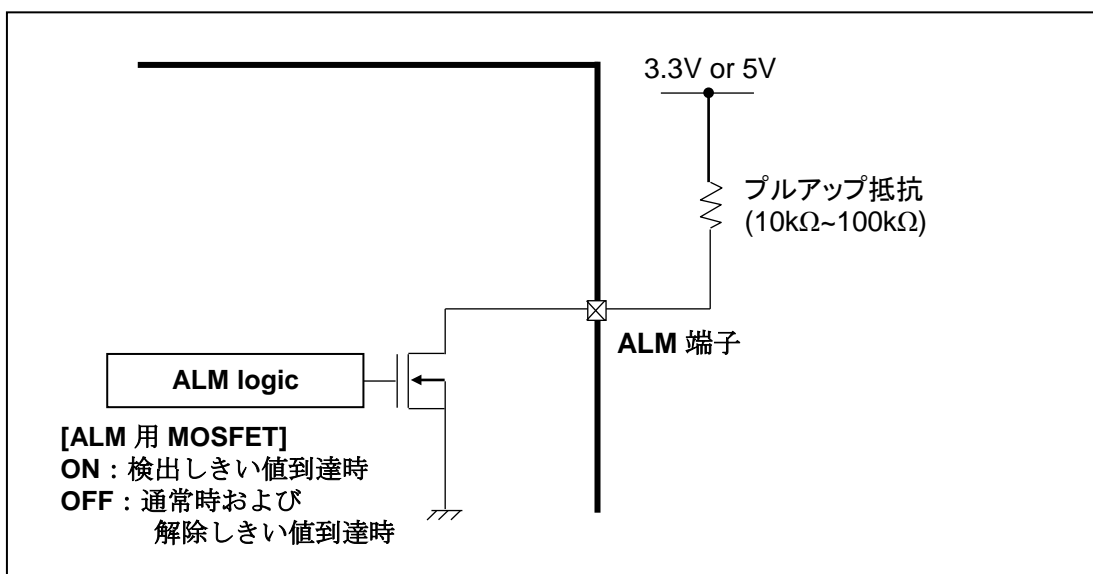 3.3V or 5V
プルアップ抵抗
(10kΩ~100kΩ)
ALM 端子
ALM logic
[ALM 用 MOSFET]
ON：検出しきい値到達時
OFF：通常時および
解除しきい値到達時